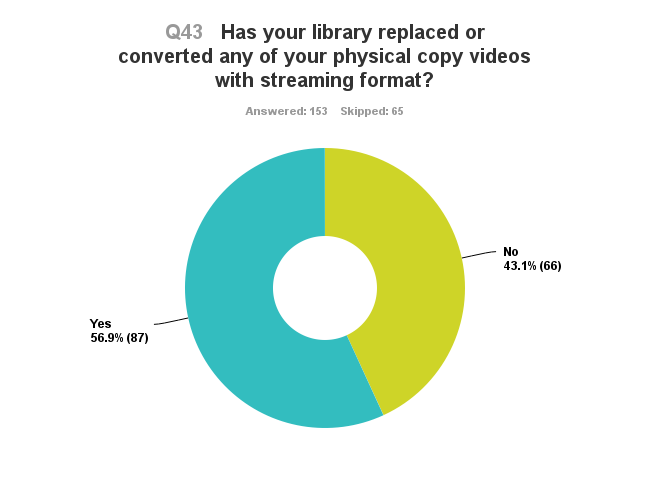 Q43 Has your library replaced or
converted any of your physical copy videos
with streaming format?
Answered: 153 Skipped: 65
No
43.1% (66)
Yes
56.9% (87)